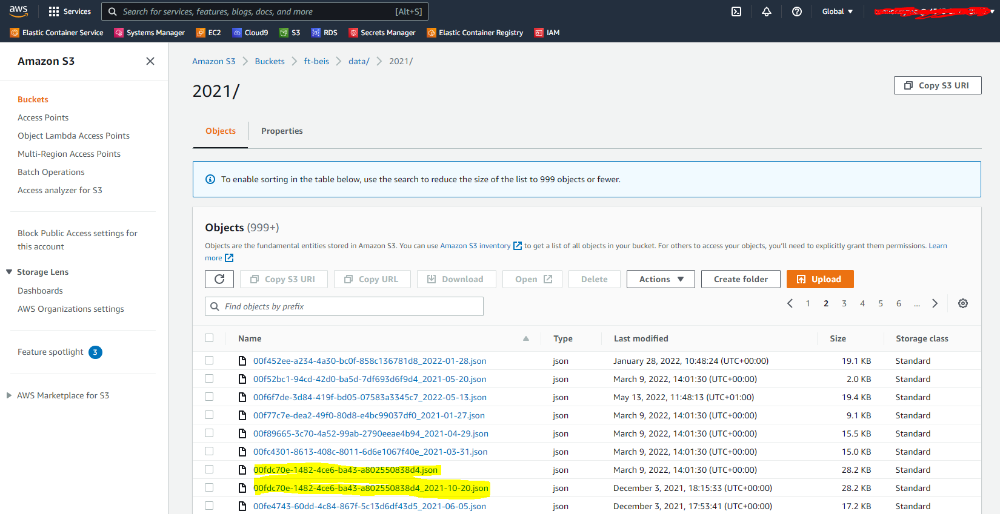 aws Services Search for services, features, blogs, docs, and more [Alt+S] Global
Elastic Container Service Systems Manager EC2 Cloud9 S3 RDS Secrets Manager Elastic Container Registry IAM
Amazon S3
Buckets
Access Points
Object Lambda Access Points
Multi-Region Access Points
Batch Operations
Access analyzer for S3
Block Public Access settings for
this account
Storage Lens
Dashboards
AWS Organizations settings
Feature spotlight 3
AWS Marketplace for S3
Amazon S3 Buckets ft-beis data/ 2021/
2021/
Copy S3 URI
Objects Properties
To enable sorting in the table below, use the search to reduce the size of the list to 999 objects or fewer.
Objects (999+)
Objects are the fundamental entities stored in Amazon S3. You can use Amazon S3 inventory to get a list of all objects in your bucket. For others to access your objects, you'll need to explicitly grant them permissions. Learn
more
Copy S3 URI Copy URL Download Open Delete Actions Create folder Upload
Find objects by prefix 1 2 3 4 5 6 ...
Name Type Last modified Size Storage class
00f452ee-a234-4a30-bc0f-858c136781d8_2022-01-28.json json January 28, 2022, 10:48:24 (UTC+00:00) 19.1 KB Standard
00f52bc1-94cd-42d0-ba5d-7df693d6f9d4_2021-05-20.json json March 9, 2022, 14:01:30 (UTC+00:00) 2.0 KB Standard
00f6f7de-3d84-419f-bd05-07583a3345c7_2022-05-13.json json May 13, 2022, 11:48:13 (UTC+01:00) 19.4 KB Standard
00f77c7e-dea2-49f0-80d8-e4bc99037df0_2021-01-27.json json March 9, 2022, 14:01:30 (UTC+00:00) 9.1 KB Standard
00f89665-3c70-4a52-99ab-2790eeae4b94_2021-04-29.json json March 9, 2022, 14:01:30 (UTC+00:00) 15.5 KB Standard
00fc4301-8613-408c-8011-6d6e1067f40e_2021-03-31.json json March 9, 2022, 14:01:30 (UTC+00:00) 15.0 KB Standard
00fdc70e-1482-4ce6-ba43-a802550838d4.json json March 9, 2022, 14:01:30 (UTC+00:00) 28.2 KB Standard
00fdc70e-1482-4ce6-ba43-a802550838d4_2021-10-20.json json December 3, 2021, 18:15:33 (UTC+00:00) 28.2 KB Standard
00fe4743-60dd-4c84-867f-5c13d6df43d5_2021-06-05.json json December 3, 2021, 17:53:41 (UTC+00:00) 17.2 KB Standard